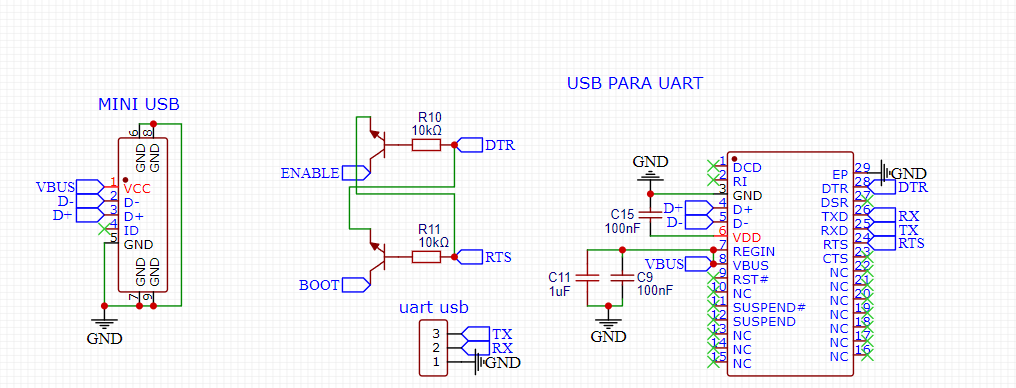 USB PARA UART
MINI USB
6
8
GND
GND
VBUS
1
VCC
D-
2
D-
D+
3
D+
4
ID
5
GND
GND
GND
7
9
GND
R10
10kΩ
DTR
ENABLE
R11
10kΩ
RTS
BOOT
uart usb
3
TX
2
RX
1
GND
GND
C15
100nF
D+
D-
VBUS
C11
1uF
C9
100nF
GND
1
DCD
2
RI
3
GND
4
D+
5
D-
6
VDD
7
REGIN
8
VBUS
9
RST#
10
NC
11
SUSPEND#
12
SUSPEND
13
NC
14
NC
15
NC
EP
29
GND
DTR
28
DTR
DSR
27
TXD
26
RX
RXD
25
TX
RTS
24
RTS
CTS
23
NC
22
NC
21
NC
20
NC
19
NC
18
NC
17
NC
16